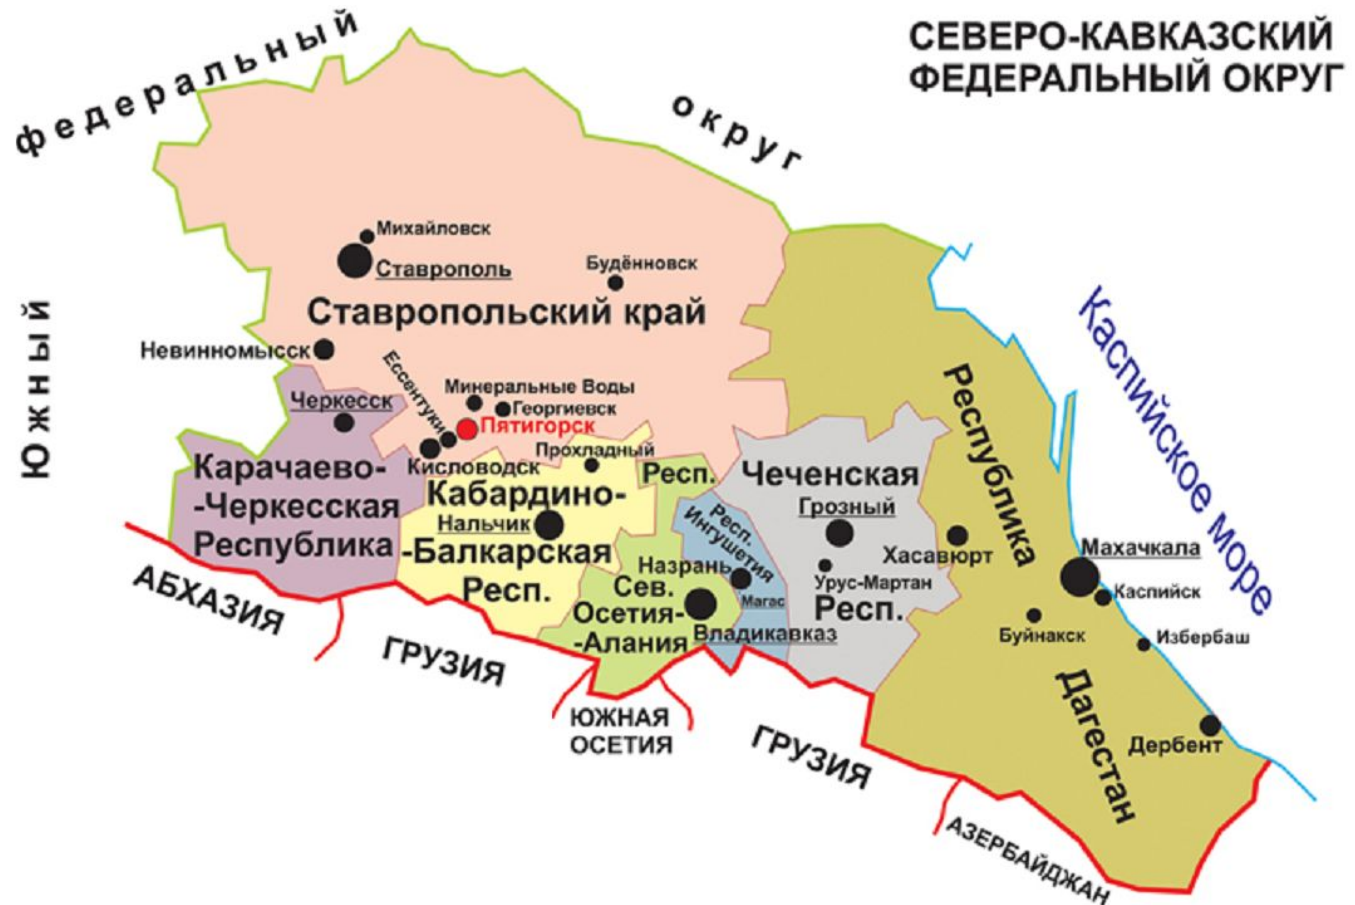 СЕВЕРО-КАВКАЗСКИЙ
ФЕДЕРАЛЬНЫЙ ОКРУГ
Южный
федеральный
округ
Михайловск
Ставрополь
Будённовск
Ставропольский край
Невинномысск
Ессентуки
Минеральные Воды
Георгиевск
Пятигорск
Черкесск
Кисловодск
Прохладный
Карачаево-
-Черкесская
Республика
Кабардино-
Нальчик
-Балкарская
Респ.
Респ.
Сев.
Осетия-
-Алания
Владикавказ
Респ.
Ингушетия
Назрань
Магас
Чеченская
Грозный
Урус-Мартан
Респ.
Республика
Дагестан
Хасавюрт
Махачкала
Каспийск
Буйнакск
Избербаш
Дербент
Каспийское море
АБХАЗИЯ
ГРУЗИЯ
ЮЖНАЯ
ОСЕТИЯ
ГРУЗИЯ
АЗЕРБАЙДЖАН